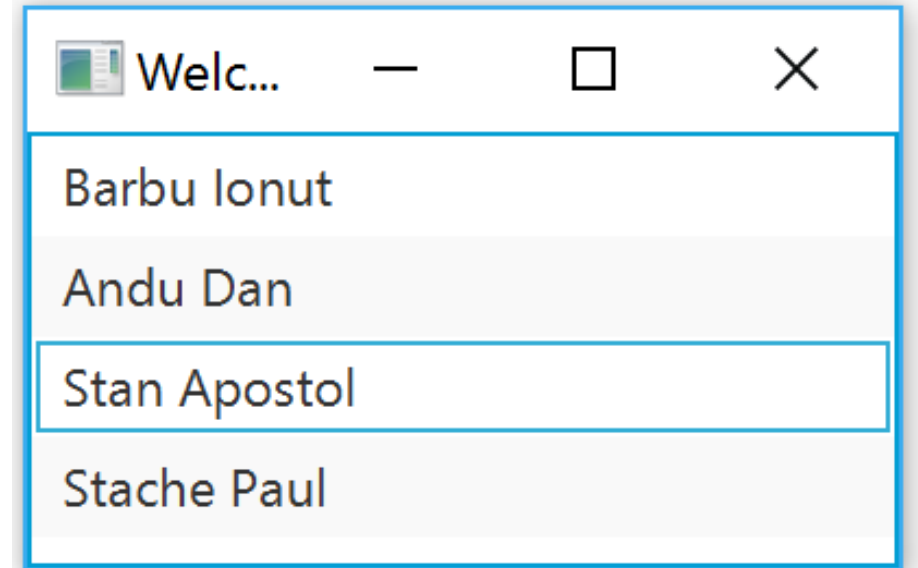 Welc...
Barbu Ionut
Andu Dan
Stan Apostol
Stache Paul